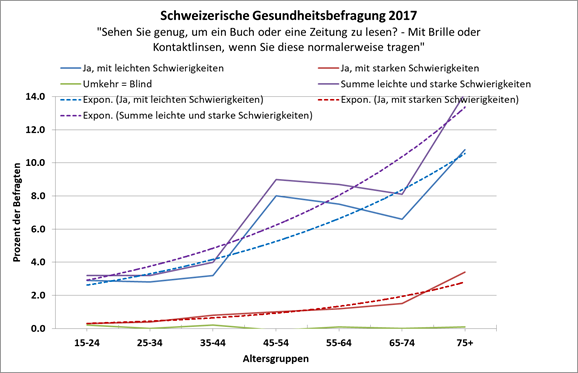 Schweizerische Gesundheitsbefragung 2017
"Sehen Sie genug, um ein Buch oder eine Zeitung zu lesen? - Mit Brille oder
Kontaktlinsen, wenn Sie diese normalerweise tragen"
Ja, mit leichten Schwierigkeiten
Ja, mit starken Schwierigkeiten
Umkehr = Blind
Summe leichte und starke Schwierigkeiten
Expon. (Ja, mit leichten Schwierigkeiten)
Expon. (Ja, mit starken Schwierigkeiten)
Expon. (Summe leichte und starke Schwierigkeiten)
Prozent der Befragten
14.0
12.0
10.0
8.0
6.0
4.0
2.0
0.0
15-24 25-34 35-44 45-54 55-64 65-74 75+
Altersgruppen